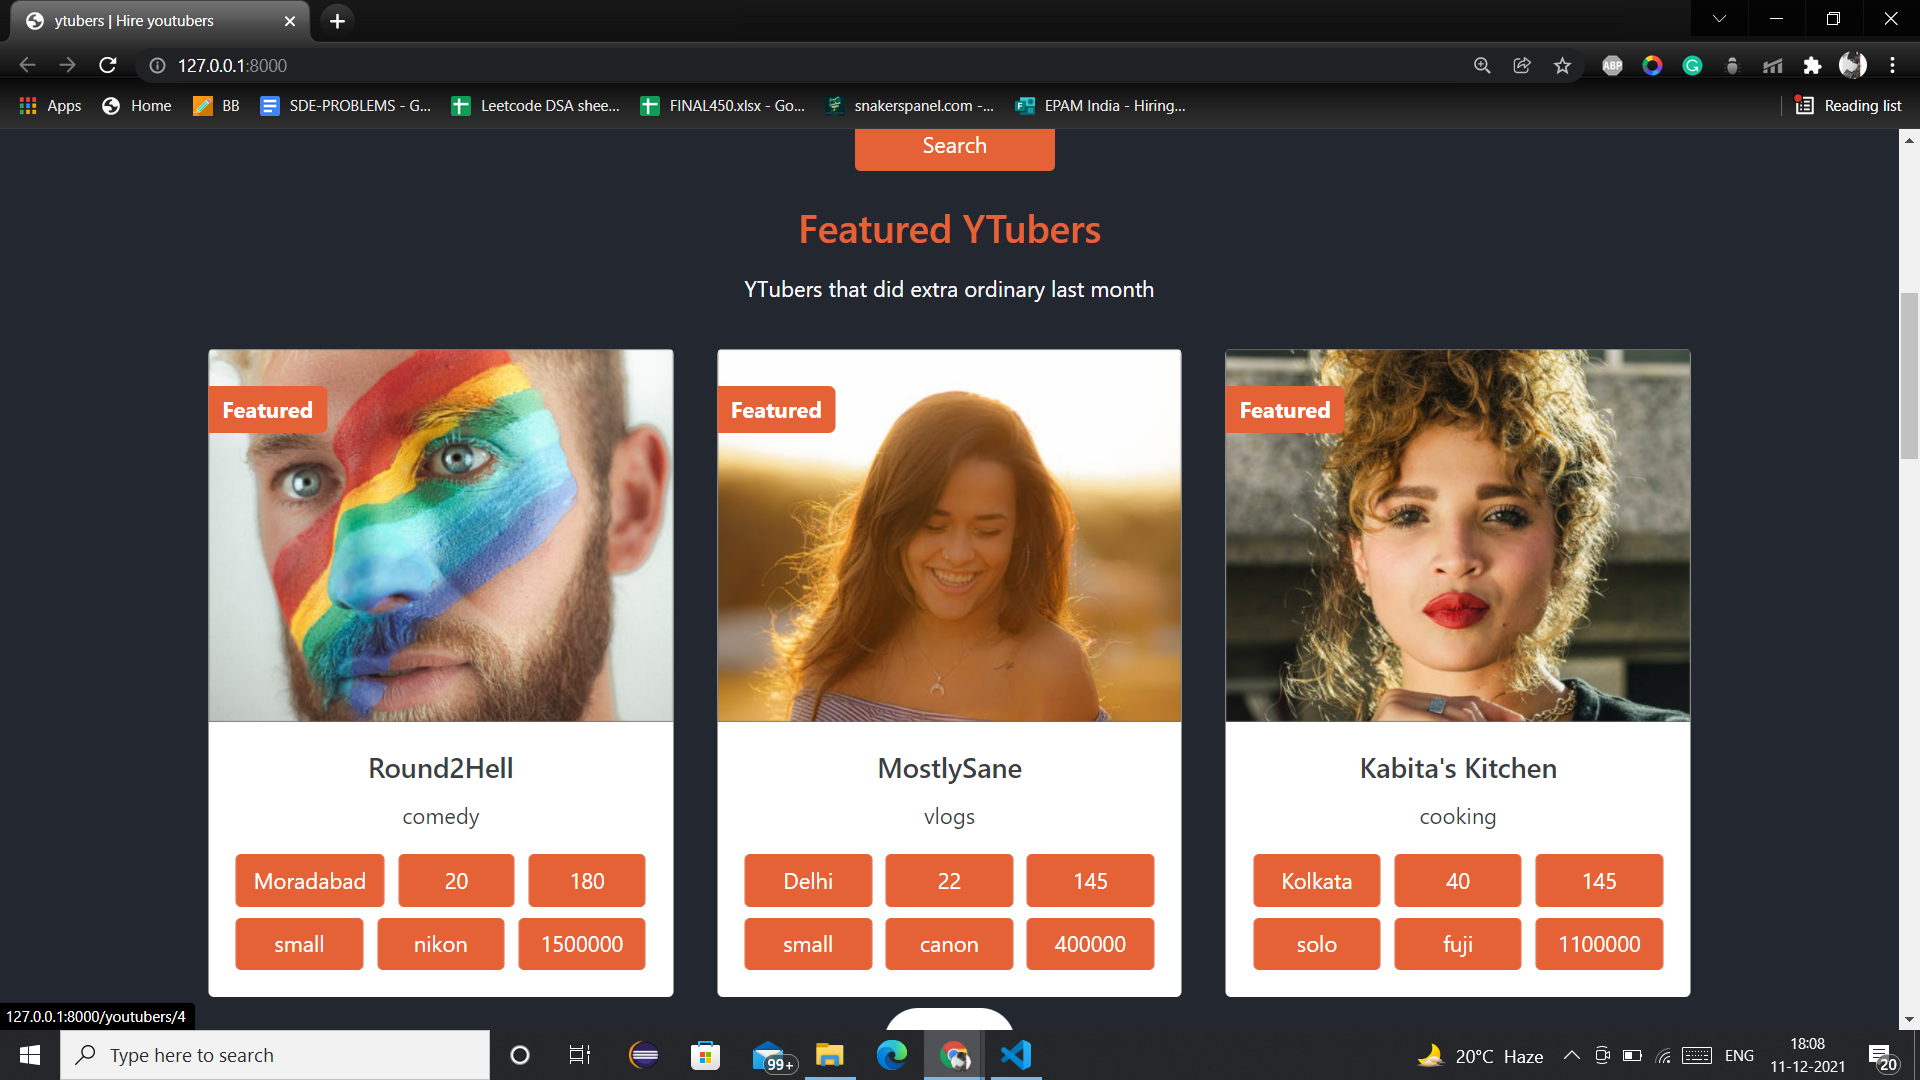 ytubers | Hire youtubers
127.0.0.1:8000
ABP
Apps Home BB SDE-PROBLEMS - G... Leetcode DSA shee... FINAL450.xlsx - Go... snakerspanel.com -... EPAM India - Hiring... Reading list
Search
Featured YTubers
YTubers that did extra ordinary last month
Featured
Round2Hell
comedy
Moradabad 20 180
small nikon 1500000
Featured
MostlySane
vlogs
Delhi 22 145
small canon 400000
Featured
Kabita's Kitchen
cooking
Kolkata 40 145
solo fuji 1100000
127.0.0.1:8000/youtubers/4
Type here to search
99+
20°C Haze
ENG
18:08
11-12-2021
20